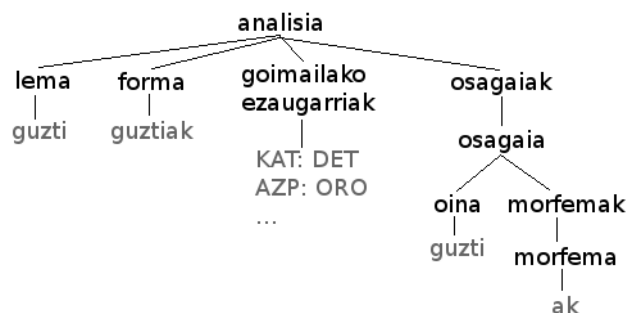 analisia
lema
forma
goimailako
ezaugarriak
osagaiak
guzti
guztiak
osagaia
KAT: DET
AZP: ORO
...
oina
morfemak
guzti
morfema
ak